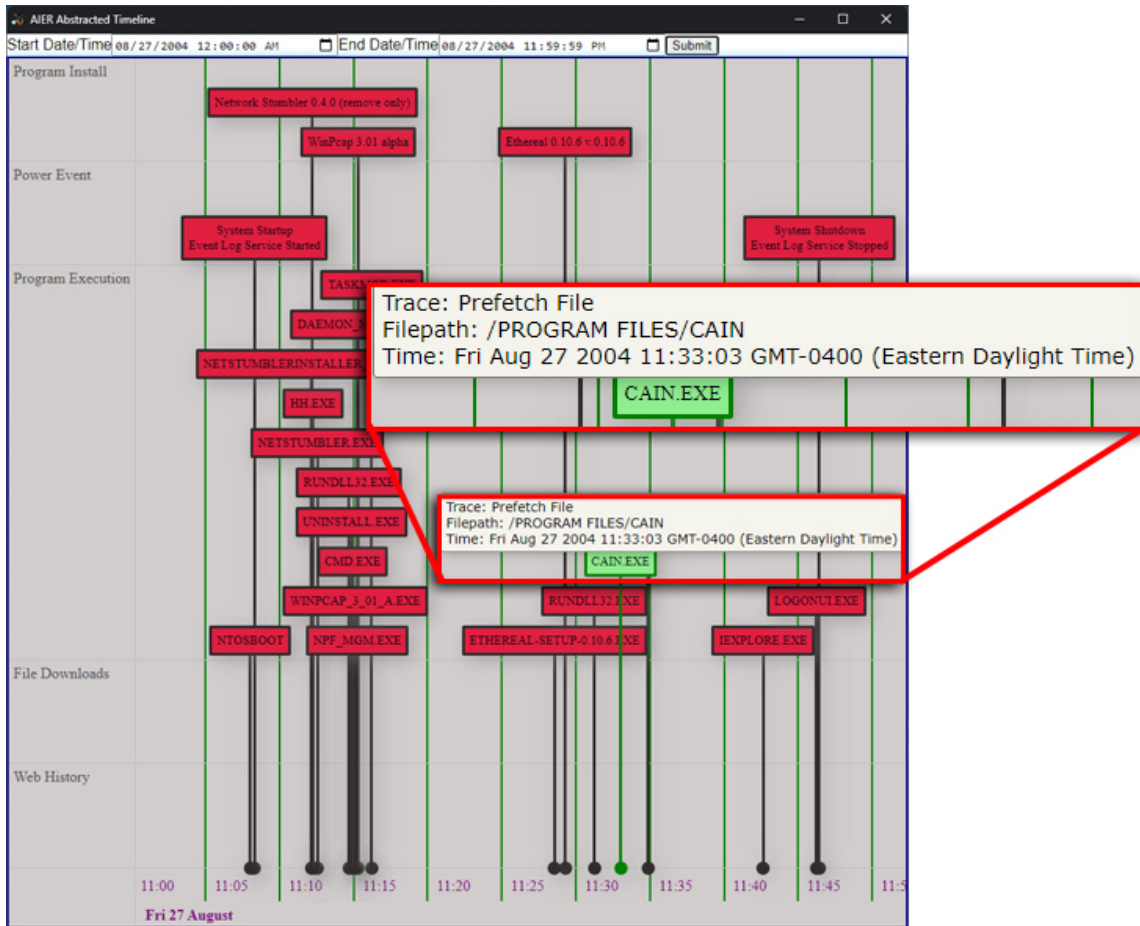 AIER Abstracted Timeline
Start Date/Time 08/27/2004 12:00:00 AM End Date/Time 08/27/2004 11:59:59 PM Submit
Program Install
Network Stumbler 0.4.0 (remove only)
WinPcap 3.01 alpha
Ethereal 0.10.6 v.0.10.6
Power Event
System Startup
Event Log Service Started
System Shutdown
Event Log Service Stopped
Program Execution
Trace: Prefetch File
Filepath: /PROGRAM FILES/CAIN
Time: Fri Aug 27 2004 11:33:03 GMT-0400 (Eastern Daylight Time)
CAIN.EXE
NETSTUMBLERINSTALLER
HH.EXE
NETSTUMBLER.EXE
RUNDLL32.EXE
UNINSTALL.EXE
Trace: Prefetch File
Filepath: /PROGRAM FILES/CAIN
Time: Fri Aug 27 2004 11:33:03 GMT-0400 (Eastern Daylight Time)
CMD.EXE
CAIN.EXE
WINPCAP_3_01_A.EXE
RUNDLL32.EXE
LOGONUI.EXE
NTOSBOOT
NPF_MGM.EXE
ETHEREAL-SETUP-0.10.6.EXE
IEXPLORE.EXE
File Downloads
Web History
11:00 11:05 11:10 11:15 11:20 11:25 11:30 11:35 11:40 11:45 11:5
Fri 27 August